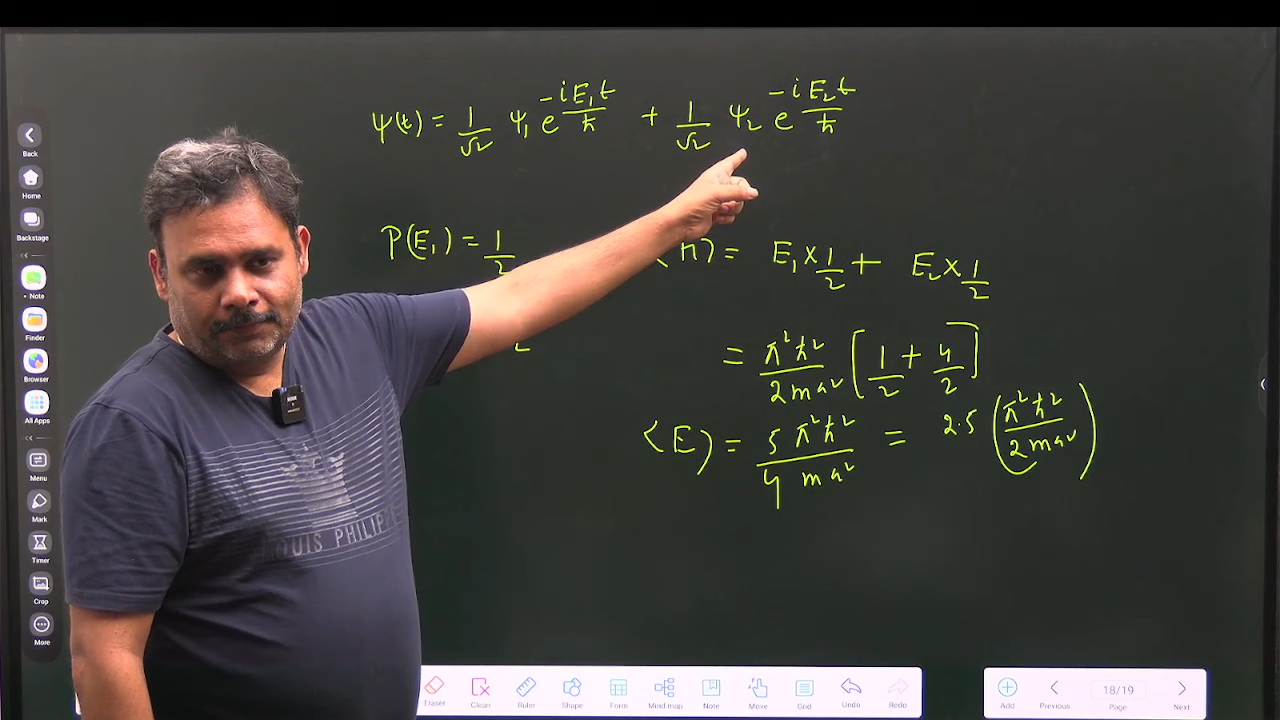 ψ(t) = 1/√2 ψ₁ e^(-iE₁t/ħ) + 1/√2 ψ₂ e^(-iE₂t/ħ)
P(E₁) = 1/2
⟨H⟩ = E₁ × 1/2 + E₂ × 1/2
= π²ħ²/2ma² [1/2 + 4/2]
⟨E⟩ = 5π²ħ²/4ma² = 2.5 (π²ħ²/2ma²)
Back
Home
Backstage
Note
Finder
Browser
All Apps
Menu
Mark
Timer
Crop
More
LOUIS PHILIPPE
Eraser
Clean
Ruler
Shape
Form
Mind map
Note
Move
Grid
Undo
Redo
Add
Previous
18/19
Page
Next